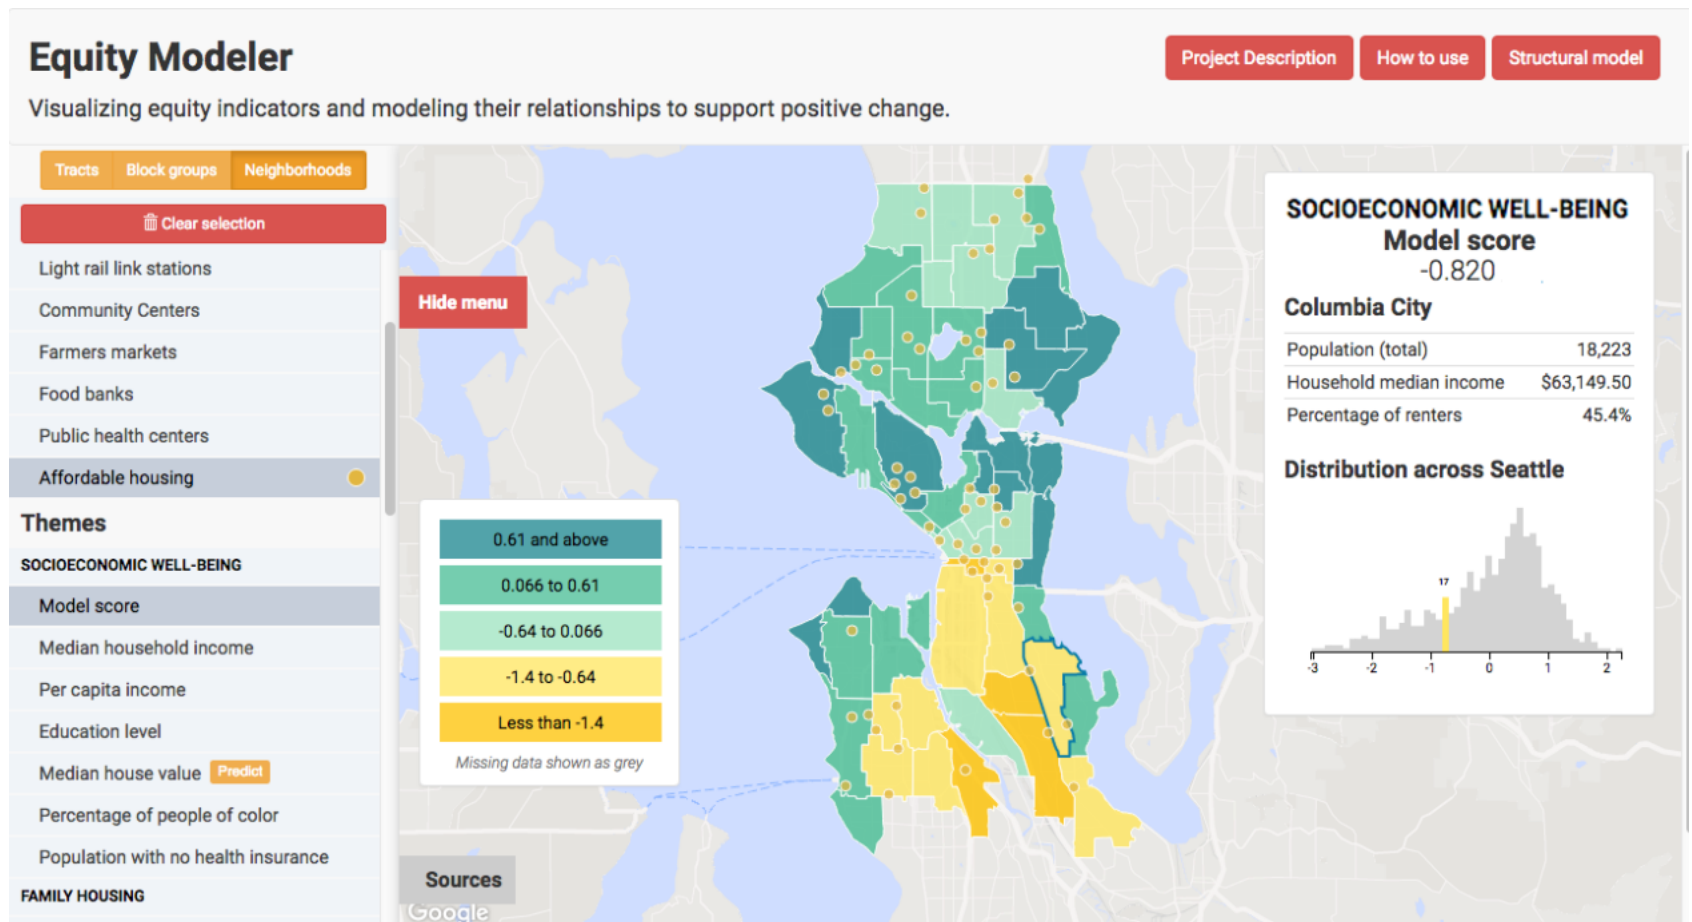 Equity Modeler
Visualizing equity indicators and modeling their relationships to support positive change.
Project Description
How to use
Structural model
Tracts
Block groups
Neighborhoods
Clear selection
Light rail link stations
Community Centers
Farmers markets
Food banks
Public health centers
Affordable housing
Themes
SOCIOECONOMIC WELL-BEING
Model score
Median household income
Per capita income
Education level
Median house value Predict
Percentage of people of color
Population with no health insurance
FAMILY HOUSING
Hide menu
0.61 and above
0.066 to 0.61
-0.64 to 0.066
-1.4 to -0.64
Less than -1.4
Missing data shown as grey
Sources
Google
SOCIOECONOMIC WELL-BEING
Model score
-0.820
Columbia City
Population (total) 18,223
Household median income $63,149.50
Percentage of renters 45.4%
Distribution across Seattle
17
-3 -2 -1 0 1 2